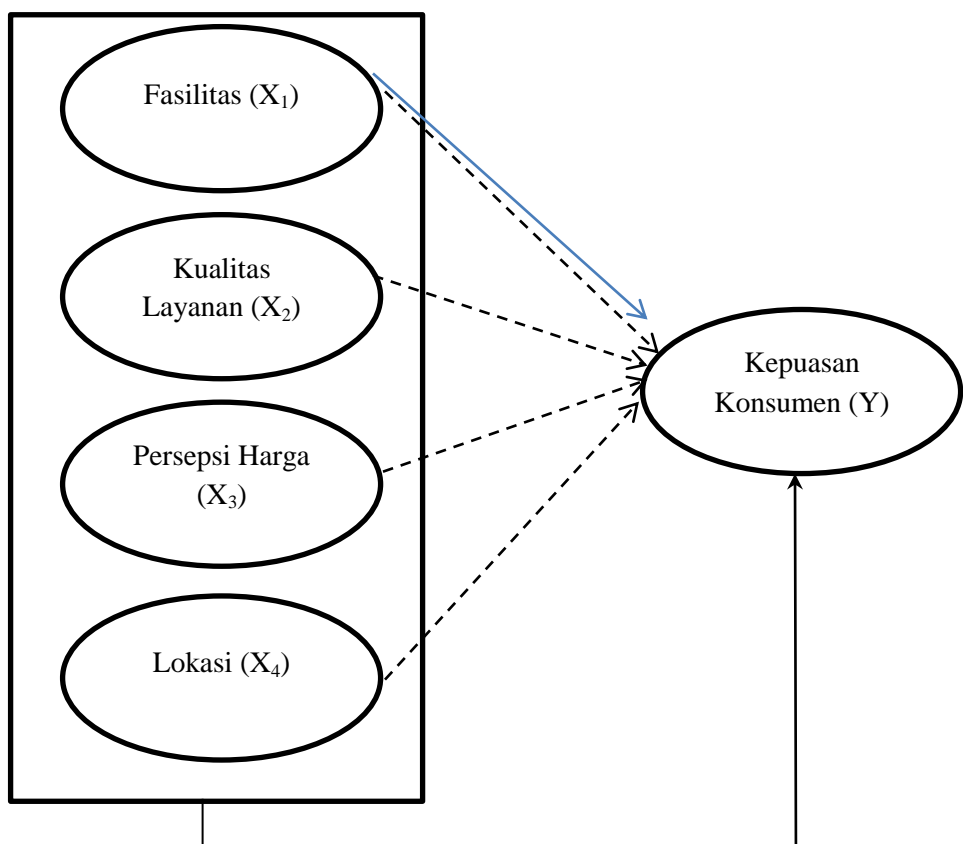 Fasilitas (X₁)
Kualitas
Layanan (X₂)
Persepsi Harga
(X₃)
Lokasi (X₄)
Kepuasan
Konsumen (Y)